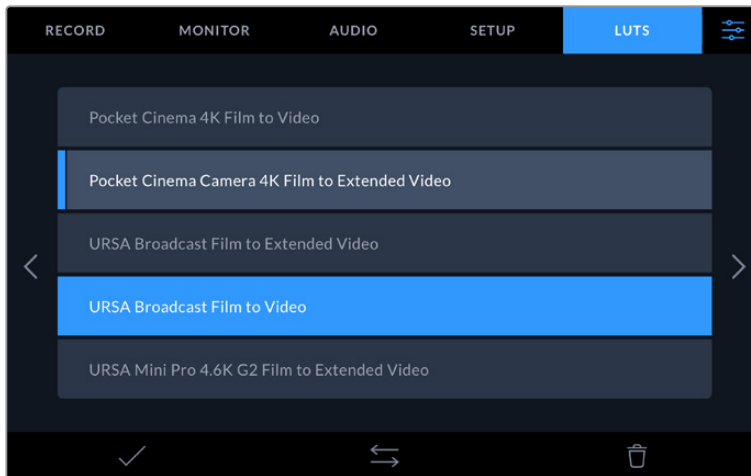 RECORD MONITOR AUDIO SETUP LUTS
Pocket Cinema 4K Film to Video
Pocket Cinema Camera 4K Film to Extended Video
URSA Broadcast Film to Extended Video
URSA Broadcast Film to Video
URSA Mini Pro 4.6K G2 Film to Extended Video